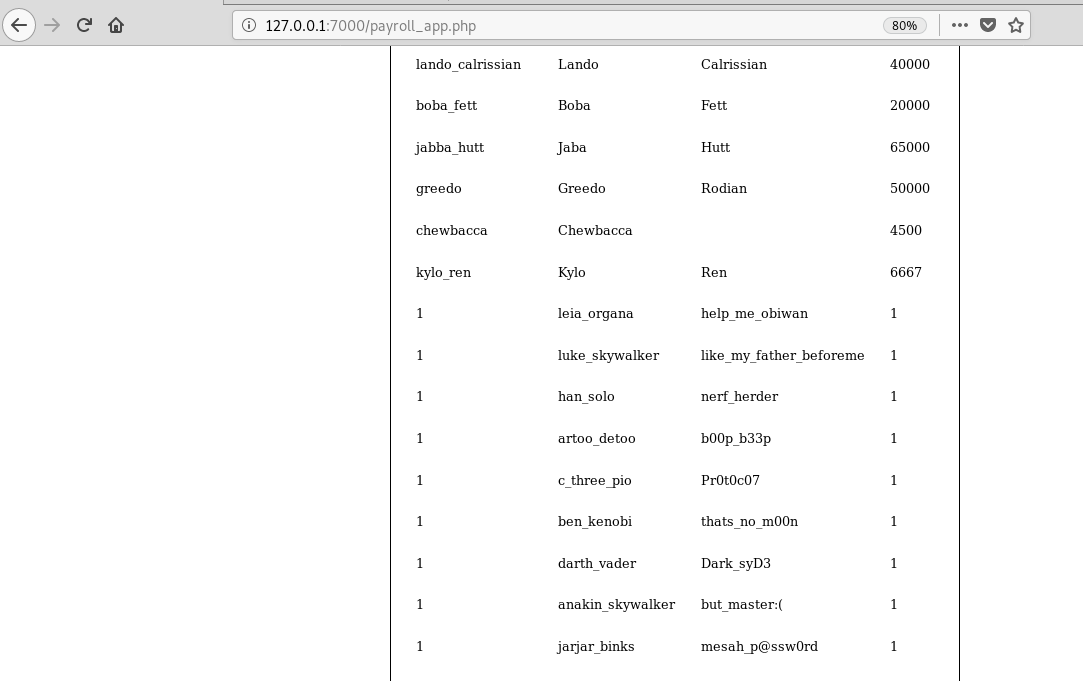 127.0.0.1:7000/payroll_app.php 80%
lando_calrissian Lando Calrissian 40000
boba_fett Boba Fett 20000
jabba_hutt Jaba Hutt 65000
greedo Greedo Rodian 50000
chewbacca Chewbacca 4500
kylo_ren Kylo Ren 6667
1 leia_organa help_me_obiwan 1
1 luke_skywalker like_my_father_beforeme 1
1 han_solo nerf_herder 1
1 artoo_detoo b00p_b33p 1
1 c_three_pio Pr0t0c07 1
1 ben_kenobi thats_no_m00n 1
1 darth_vader Dark_syD3 1
1 anakin_skywalker but_master:( 1
1 jarjar_binks mesah_p@ssw0rd 1